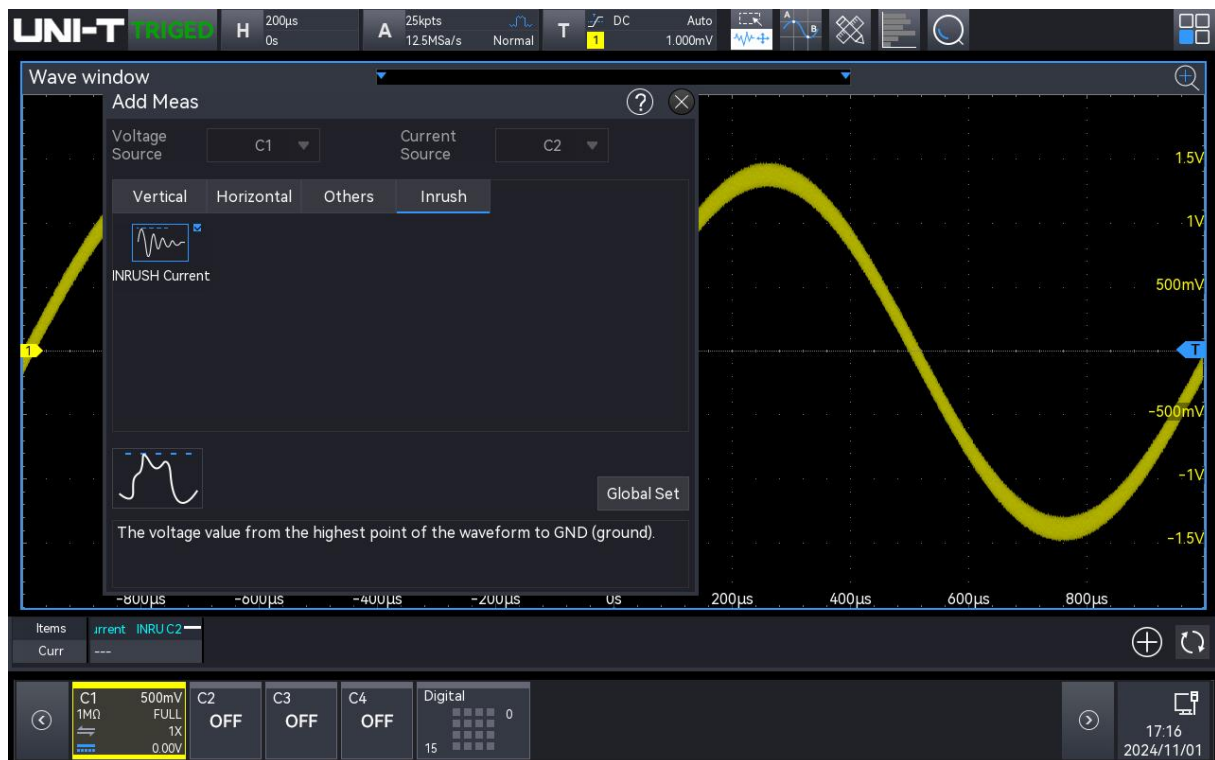 UNI-T TRIGED H 200µs 0s A 25kpts 12.5MSa/s Normal T DC 1 Auto 1.000mV A B
Wave window
Add Meas ?
Voltage Source C1 Current Source C2
Vertical Horizontal Others Inrush
INRUSH Current
Global Set
The voltage value from the highest point of the waveform to GND (ground).
1.5V
1V
500mV
1 T
-500mV
-1V
-1.5V
-800µs -600µs -400µs -200µs 0s 200µs 400µs 600µs 800µs
Items urrent INRU C2
Curr ---
C1 500mV C2 C3 C4 Digital
1MΩ FULL OFF OFF OFF 0
1X
0.00V 15
17:16
2024/11/01